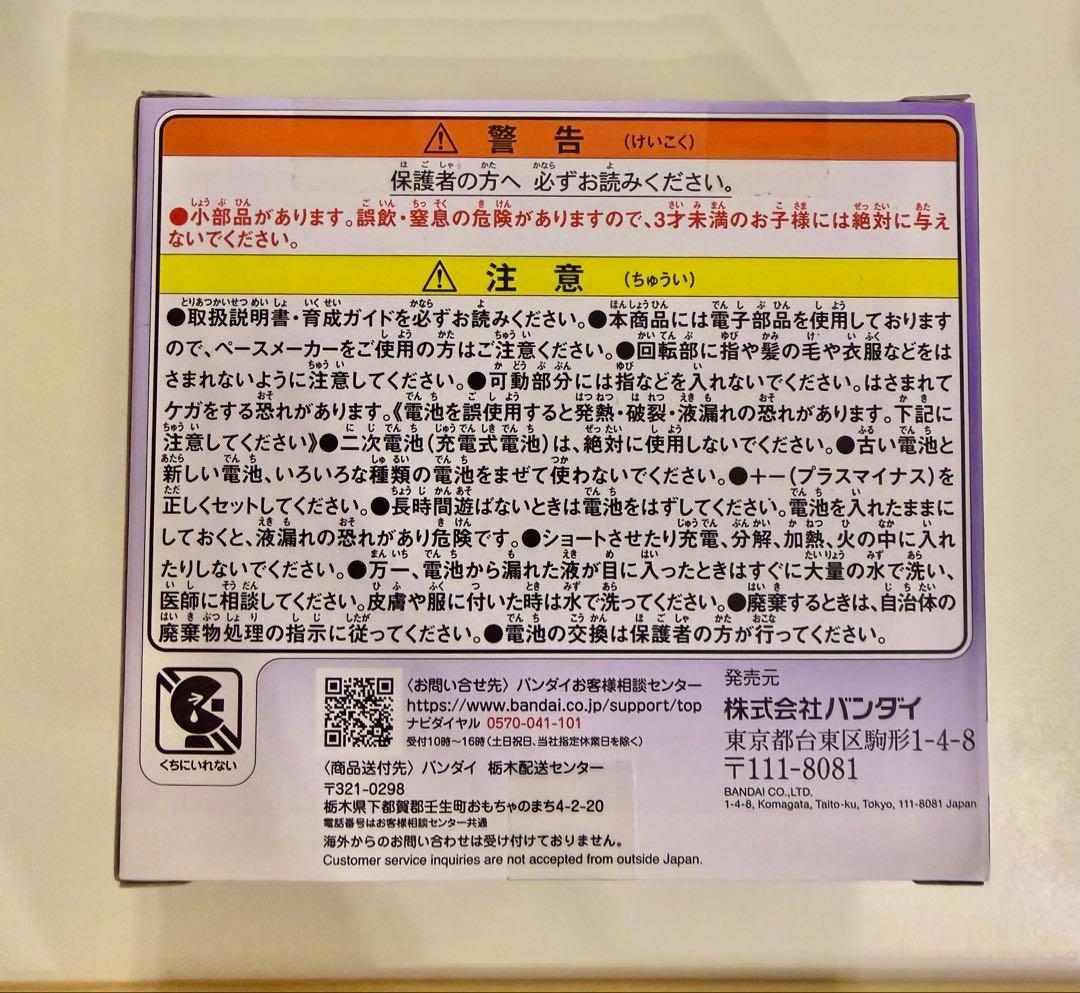 ⚠ 警告 (けいこく)
保護者の方へ 必ずお読みください。
●小部品があります。誤飲・窒息の危険がありますので、3才未満のお子様には絶対に与え
ないでください。
⚠ 注意 (ちゅうい)
●取扱説明書・育成ガイドを必ずお読みください。●本商品には電子部品を使用しております
ので、ペースメーカーをご使用の方はご注意ください。●回転部に指や髪の毛や衣服などをは
さまれないように注意してください。●可動部分には指などを入れないでください。はさまれて
ケガをする恐れがあります。《電池を誤使用すると発熱・破裂・液漏れの恐れがあります。下記に
注意してください》●二次電池(充電式電池)は、絶対に使用しないでください。●古い電池と
新しい電池、いろいろな種類の電池をまぜて使わないでください。●+-(プラスマイナス)を
正しくセットしてください。●長時間遊ばないときは電池をはずしてください。電池を入れたままに
しておくと、液漏れの恐れがあり危険です。●ショートさせたり充電、分解、加熱、火の中に入れ
たりしないでください。●万一、電池から漏れた液が目に入ったときはすぐに大量の水で洗い、
医師に相談してください。皮膚や服に付いた時は水で洗ってください。●廃棄するときは、自治体の
廃棄物処理の指示に従ってください。●電池の交換は保護者の方が行ってください。
くちにいれない
〈お問い合せ先〉バンダイお客様相談センター
https://www.bandai.co.jp/support/top
ナビダイヤル 0570-041-101
受付10時〜16時(土日祝日、当社指定休業日を除く)
〈商品送付先〉バンダイ 栃木配送センター
〒321-0298
栃木県下都賀郡壬生町おもちゃのまち4-2-20
電話番号はお客様相談センター共通
海外からのお問い合わせは受け付けておりません。
Customer service inquiries are not accepted from outside Japan.
発売元
株式会社バンダイ
東京都台東区駒形1-4-8
〒111-8081
BANDAI CO.,LTD.
1-4-8, Komagata, Taito-ku, Tokyo, 111-8081 Japan